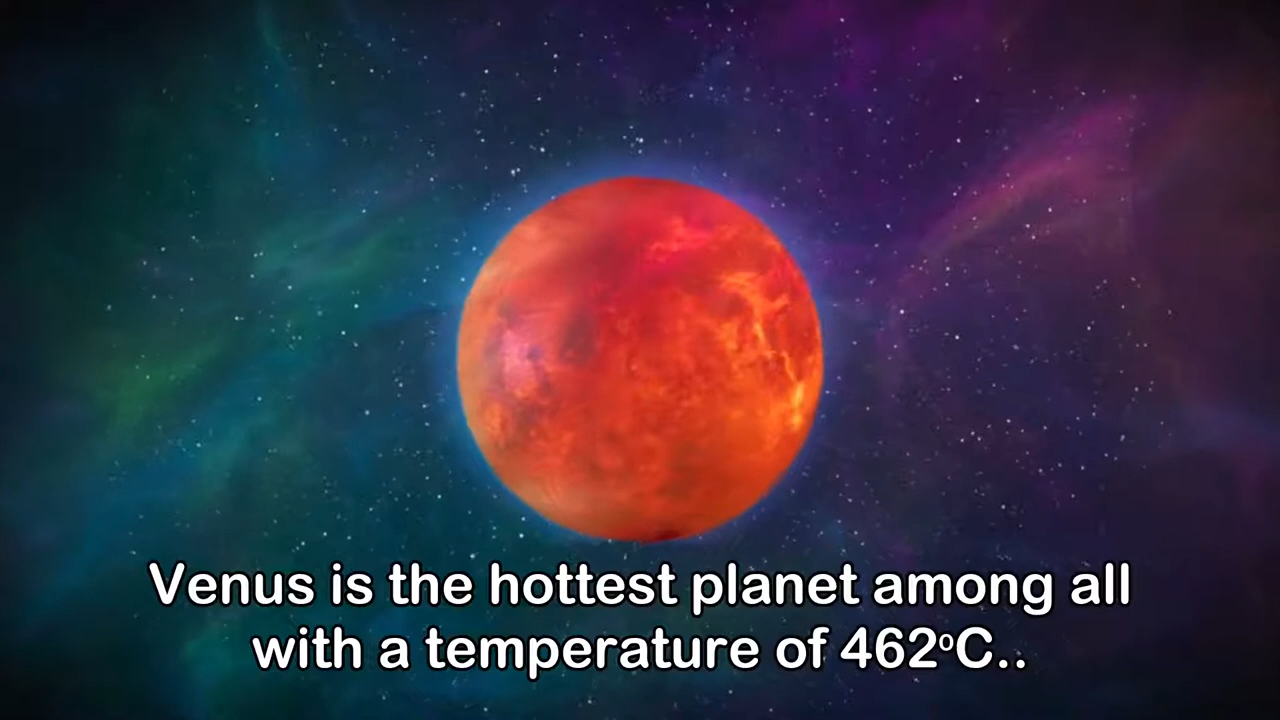 Venus is the hottest planet among all
with a temperature of 462ºC..